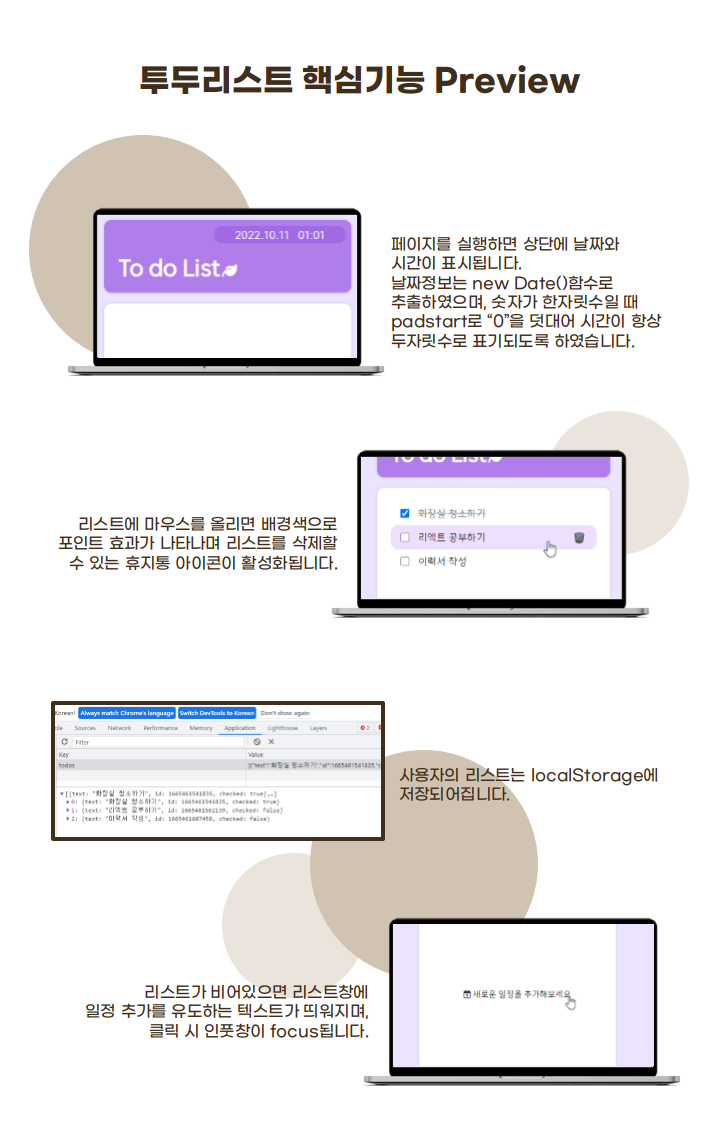 투두리스트 핵심기능 Preview
2022.10.11 01:01
To do List
페이지를 실행하면 상단에 날짜와
시간이 표시됩니다.
날짜정보는 new Date()함수로
추출하였으며, 숫자가 한자릿수일 때
padstart로 “0”을 덧대어 시간이 항상
두자릿수로 표기되도록 하였습니다.
To do List
화장실 청소하기
리액트 공부하기
이력서 작성
리스트에 마우스를 올리면 배경색으로
포인트 효과가 나타나며 리스트를 삭제할
수 있는 휴지통 아이콘이 활성화됩니다.
Korean! Always match Chrome's language Switch DevTools to Korean Don't show again
ole Sources Network Performance Memory Application Lighthouse Layers 2
Filter
Key Value
todos [{"text":"화장실 청소하기","id":1665461541835,"c
▼[{text: "화장실 청소하기", id: 1665461541835, checked: true},…]
▶0: {text: "화장실 청소하기", id: 1665461541835, checked: true}
▶1: {text: "리액트 공부하기", id: 1665461562139, checked: false}
▶2: {text: "이력서 작성", id: 1665461607458, checked: false}
사용자의 리스트는 localStorage에
저장되어집니다.
새로운 일정을 추가해보세요
리스트가 비어있으면 리스트창에
일정 추가를 유도하는 텍스트가 띄워지며,
클릭 시 인풋창이 focus됩니다.